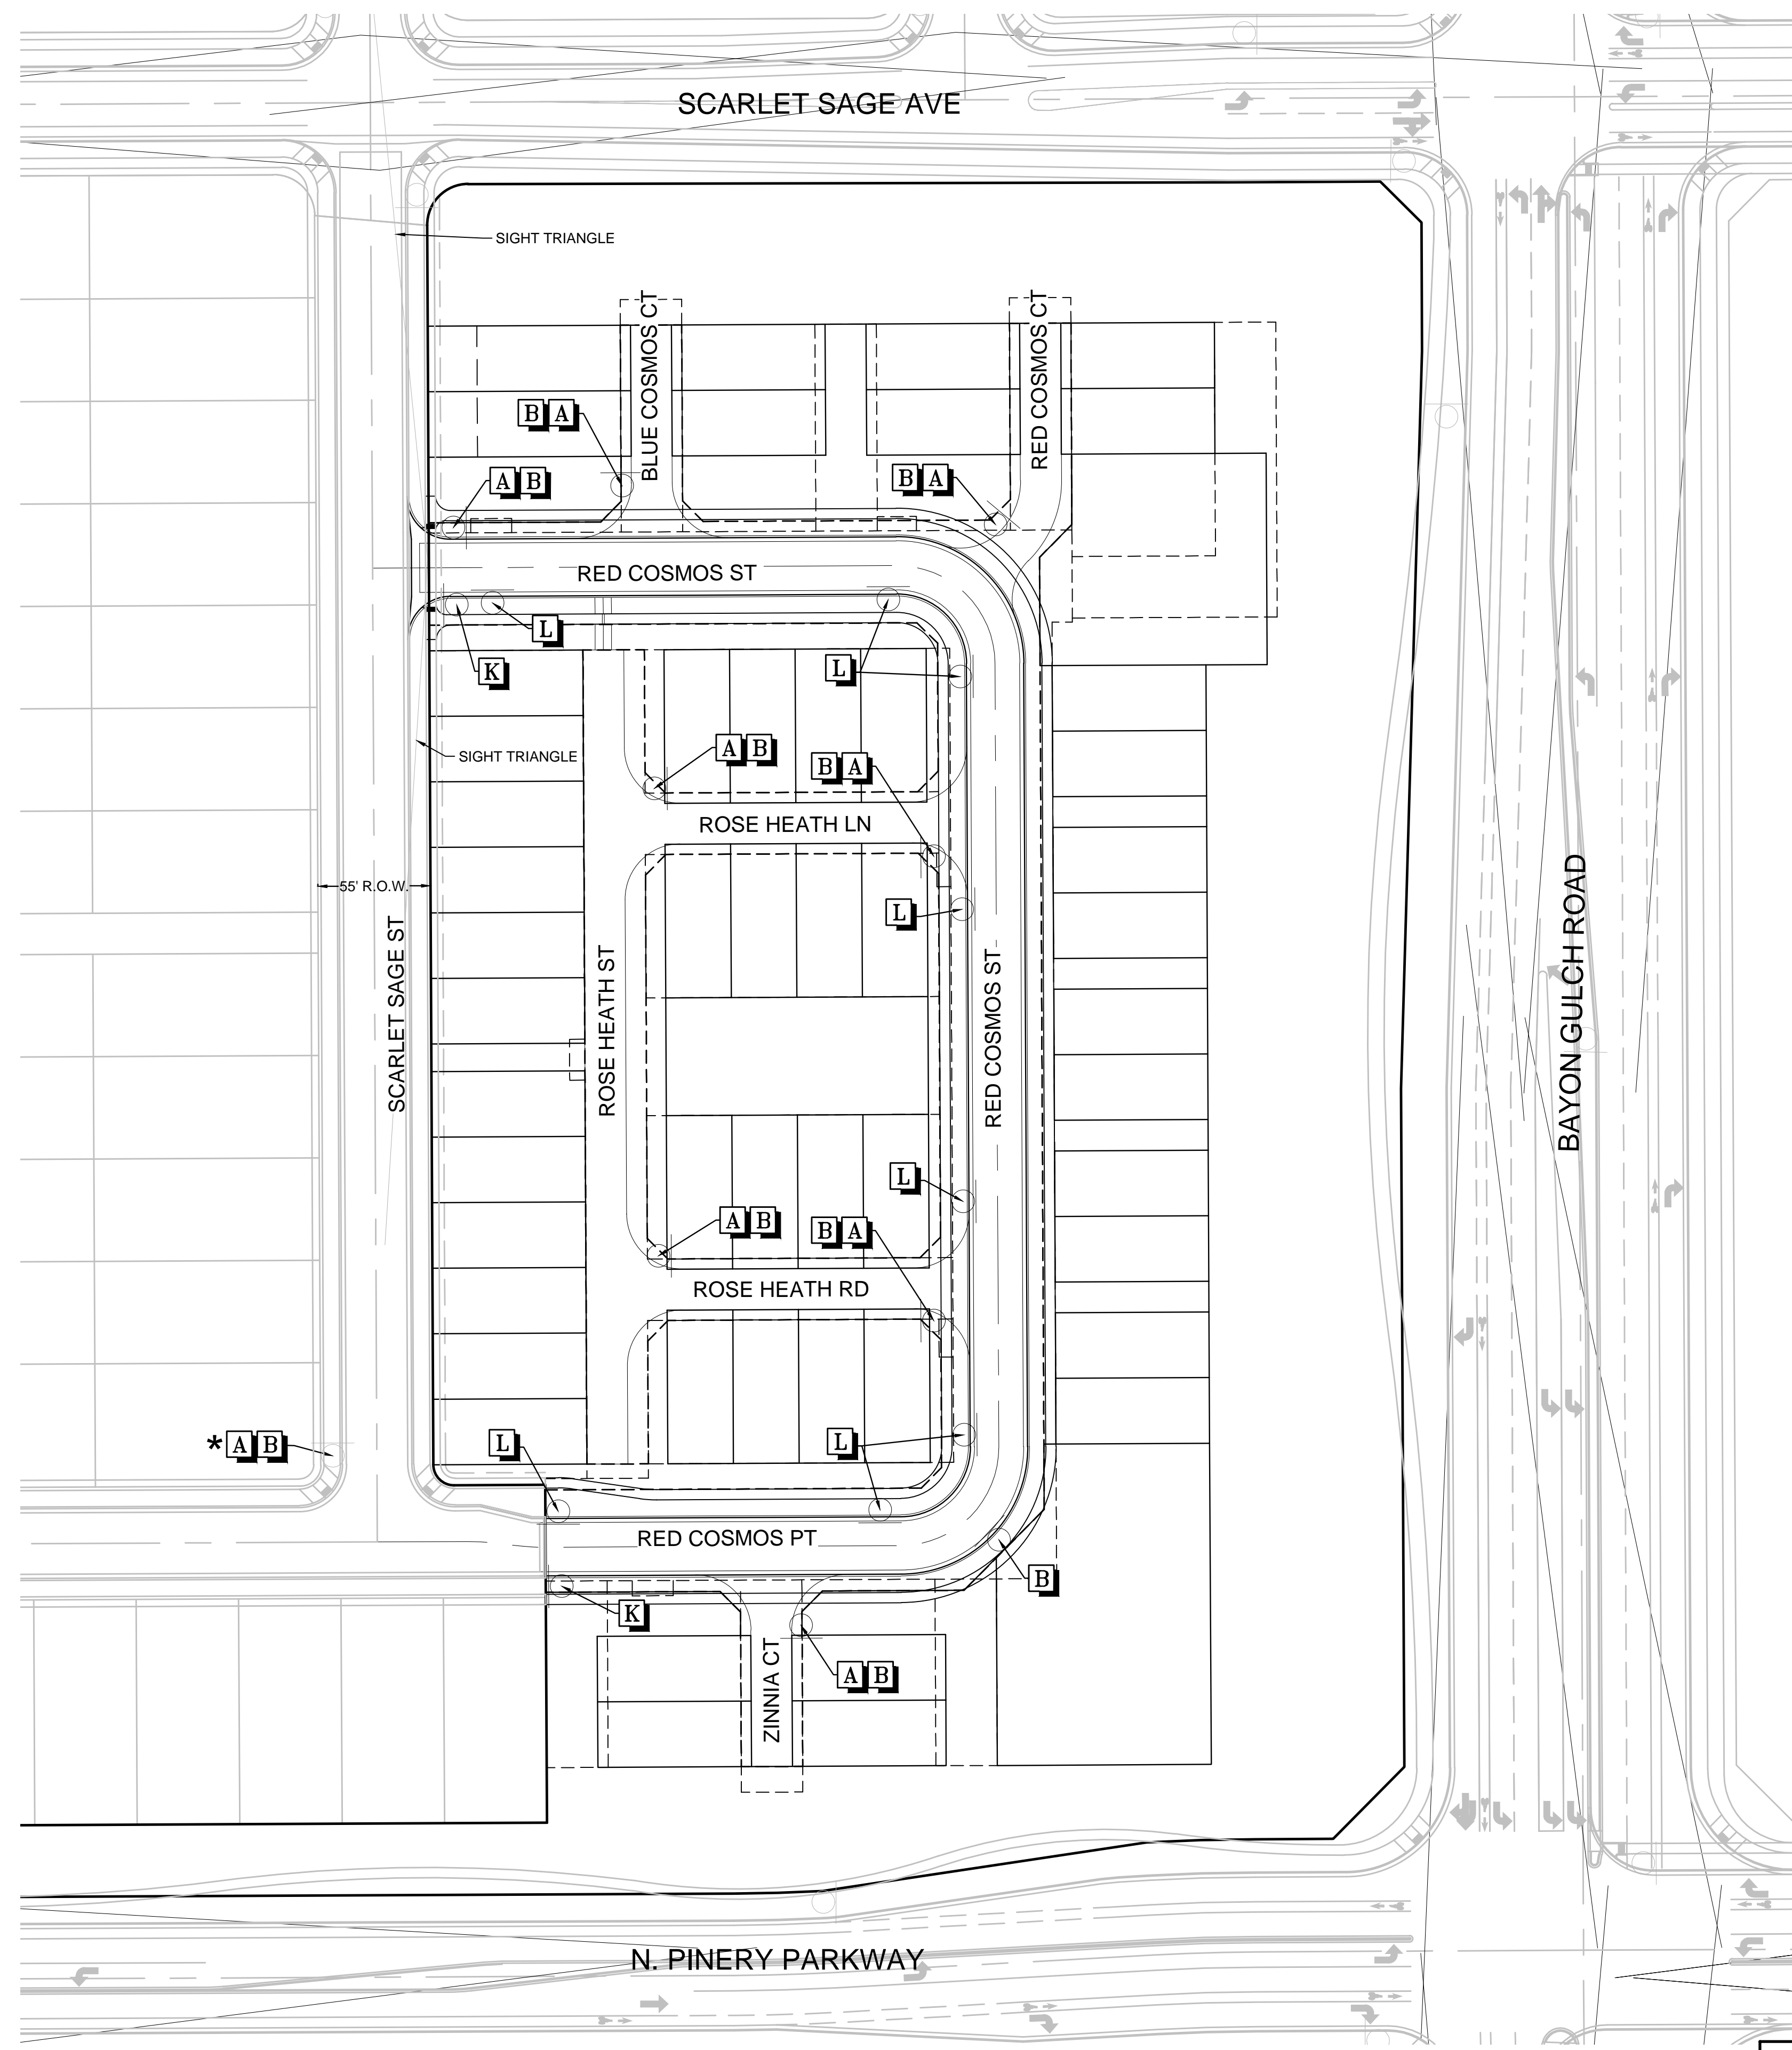 SCARLET SAGE AVE
SIGHT TRIANGLE
BLUE COSMOS CT
RED COSMOS CT
B A
A B
B A
RED COSMOS ST
L
K
L
A B
B A
SIGHT TRIANGLE
ROSE HEATH LN
55' R.O.W.
L
SCARLET SAGE ST
ROSE HEATH ST
RED COSMOS ST
BAYON GULCH ROAD
L
A B
B A
ROSE HEATH RD
* A B
L
L
RED COSMOS PT
B
K
ZINNIA CT
A B
N. PINERY PARKWAY